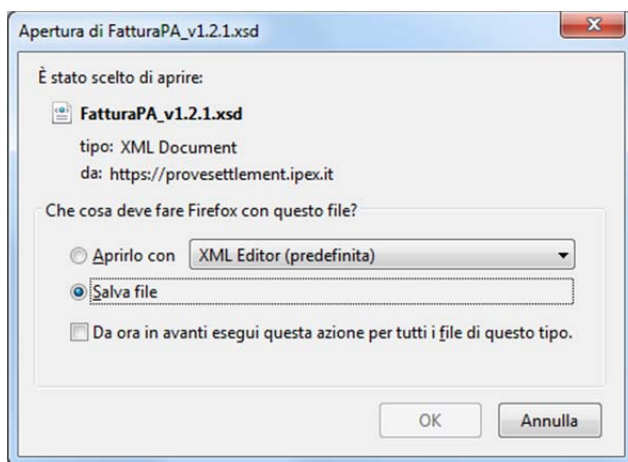 Apertura di FatturaPA_v1.2.1.xsd
È stato scelto di aprire:
FatturaPA_v1.2.1.xsd
tipo: XML Document
da: https://provesettlement.ipex.it
Che cosa deve fare Firefox con questo file?
Aprirlo con XML Editor (predefinita)
Salva file
Da ora in avanti esegui questa azione per tutti i file di questo tipo.
OK Annulla